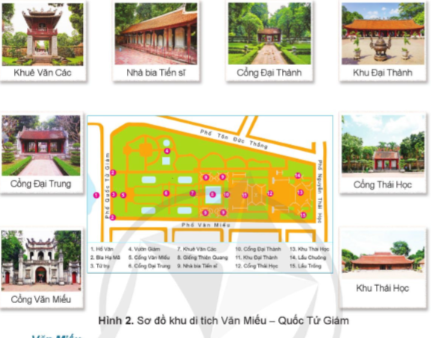 Khuê Văn Các
Nhà bia Tiến sĩ
Cổng Đại Thành
Khu Đại Thành
Cổng Đại Trung
Phố Tôn Đức Thắng
Phố Quốc Tử Giám
Phố Nguyễn Thái Học
Phố Văn Miếu
1. Hồ Văn
4. Vườn Giám
7. Khuê Văn Các
10. Cổng Đại Thành
13. Khu Thái Học
2. Bia Hạ Mã
5. Cổng Văn Miếu
8. Giếng Thiên Quang
11. Khu Đại Thành
14. Lầu Chuông
3. Tứ trụ
6. Cổng Đại Trung
9. Nhà bia Tiến sĩ
12. Cổng Thái Học
15. Lầu Trống
Cổng Thái Học
Cổng Văn Miếu
Khu Thái Học
Hình 2. Sơ đồ khu di tích Văn Miếu – Quốc Tử Giám
Văn Miếu